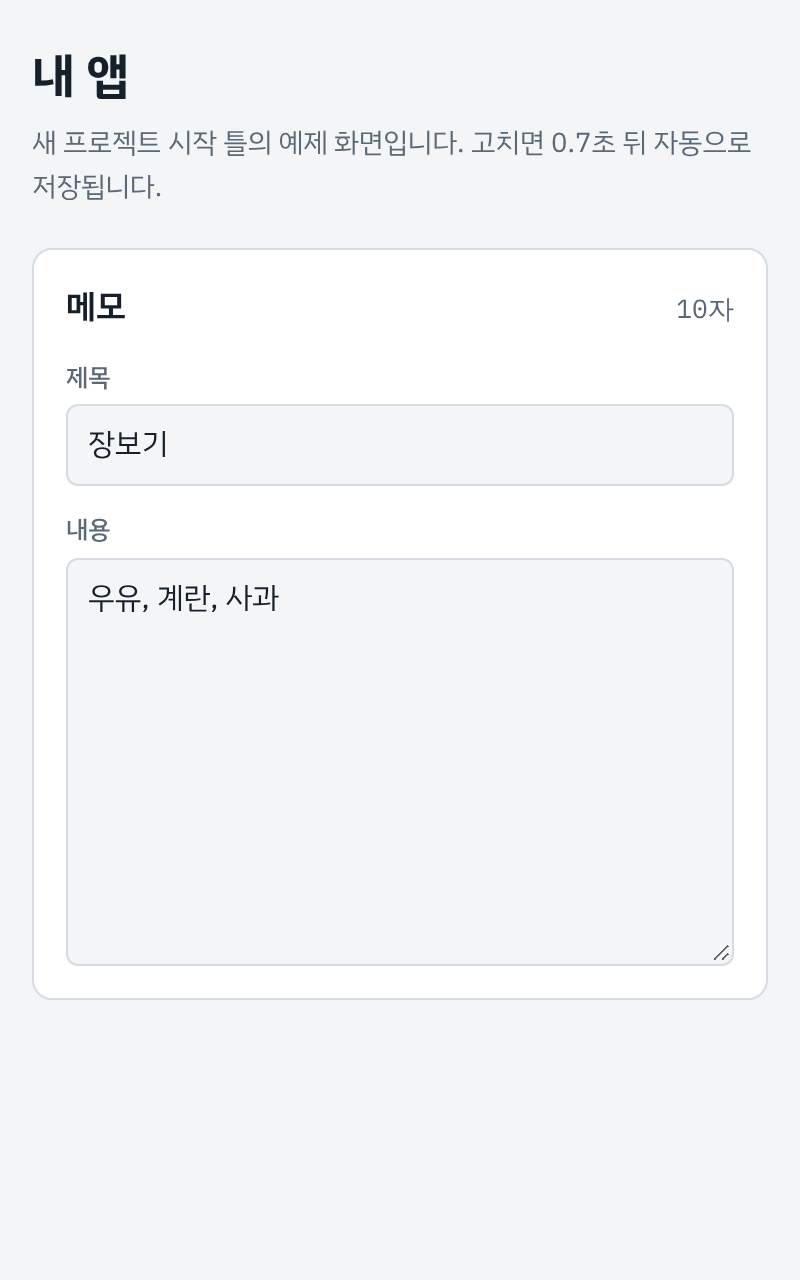 내 앱
새 프로젝트 시작 틀의 예제 화면입니다. 고치면 0.7초 뒤 자동으로
저장됩니다.
메모
10자
제목
장보기
내용
우유, 계란, 사과